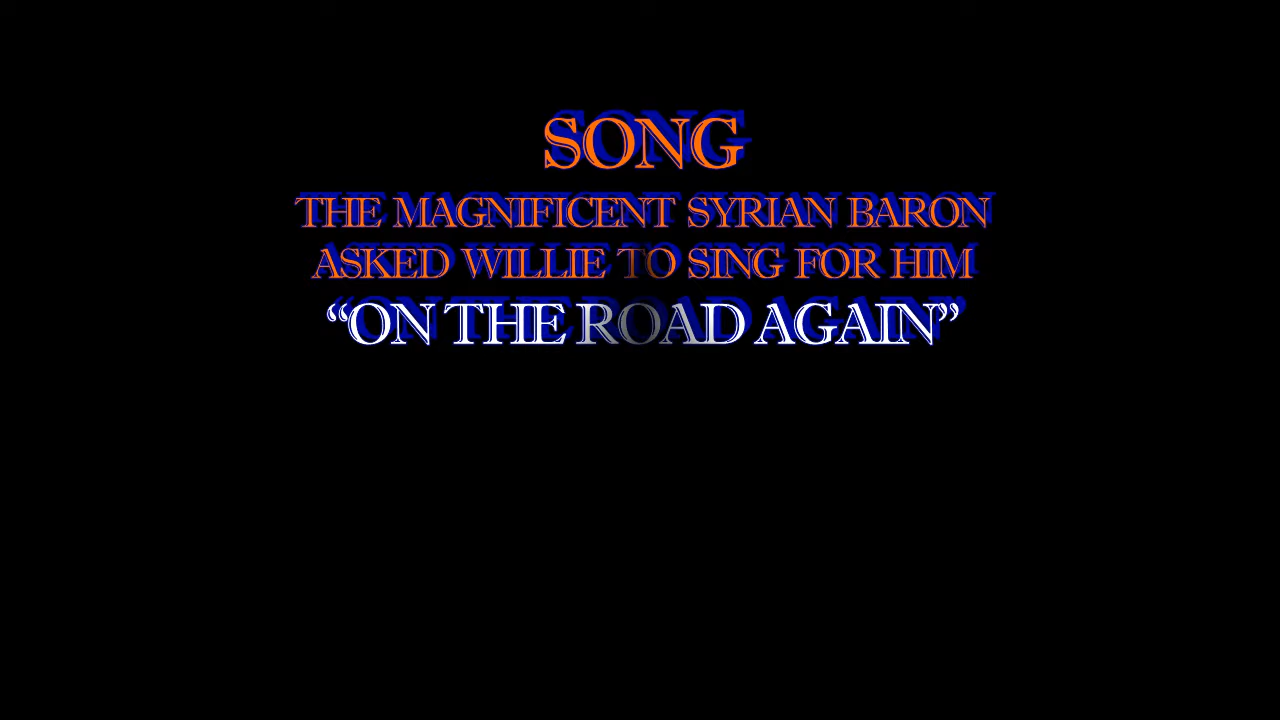 SONG
THE MAGNIFICENT SYRIAN BARON
ASKED WILLIE TO SING FOR HIM
“ON THE ROAD AGAIN”